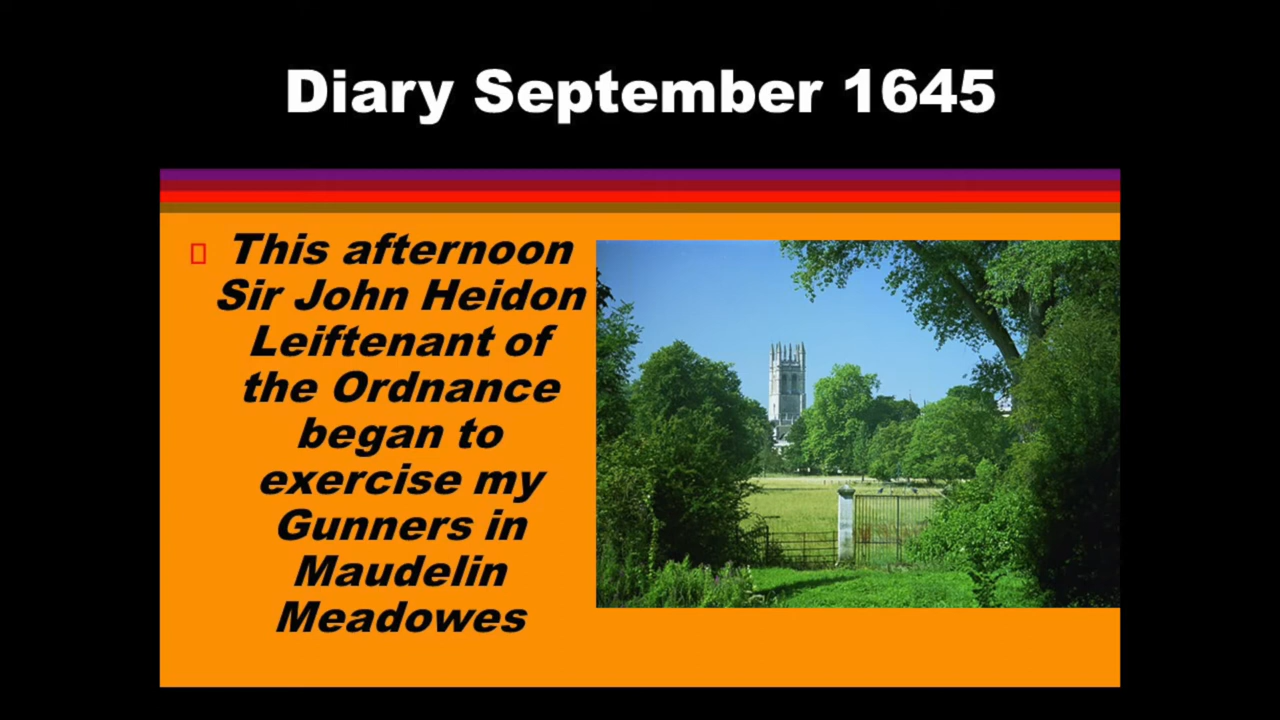 Diary September 1645
This afternoon
Sir John Heidon
Leiftenant of
the Ordnance
began to
exercise my
Gunners in
Maudelin
Meadowes